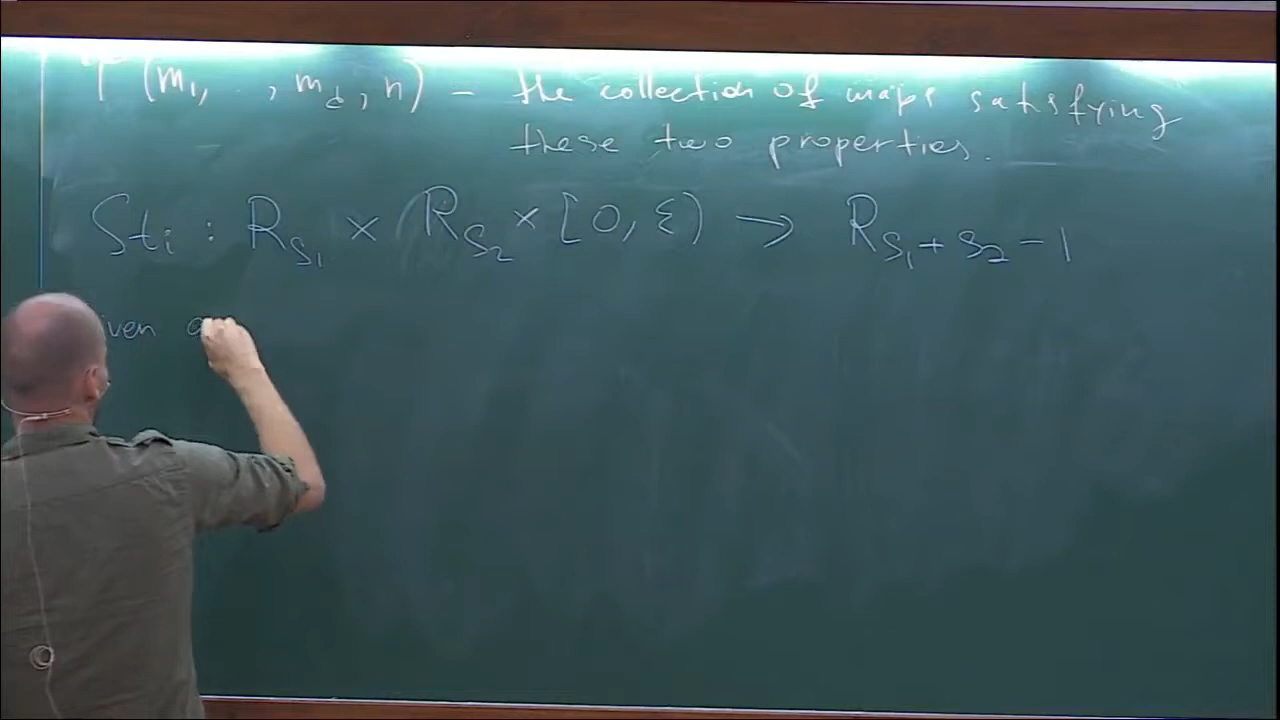 (m₁, . , m_d, n) – the collection of maps satisfying
these two properties.
St_i : R_{S₁} × R_{S₂} × [0, ε) → R_{S₁+S₂-1}
iven a